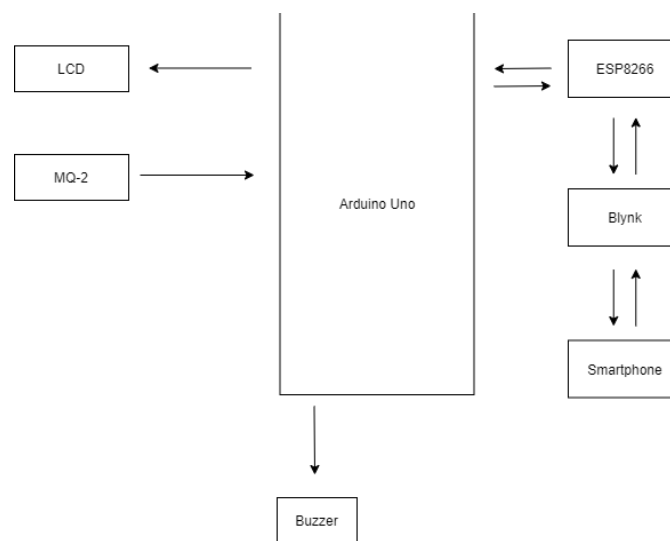 LCD
ESP8266
MQ-2
Arduino Uno
Blynk
Smartphone
Buzzer